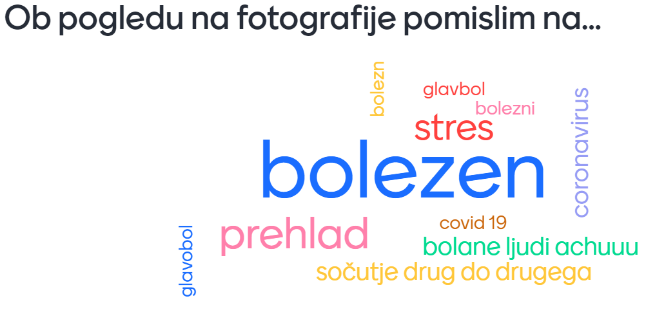 Ob pogledu na fotografije pomislim na...
bolezn
glavbol
bolezni
coronavirus
stres
bolezen
prehlad
covid 19
glavobol
bolane ljudi achuuu
sočutje drug do drugega